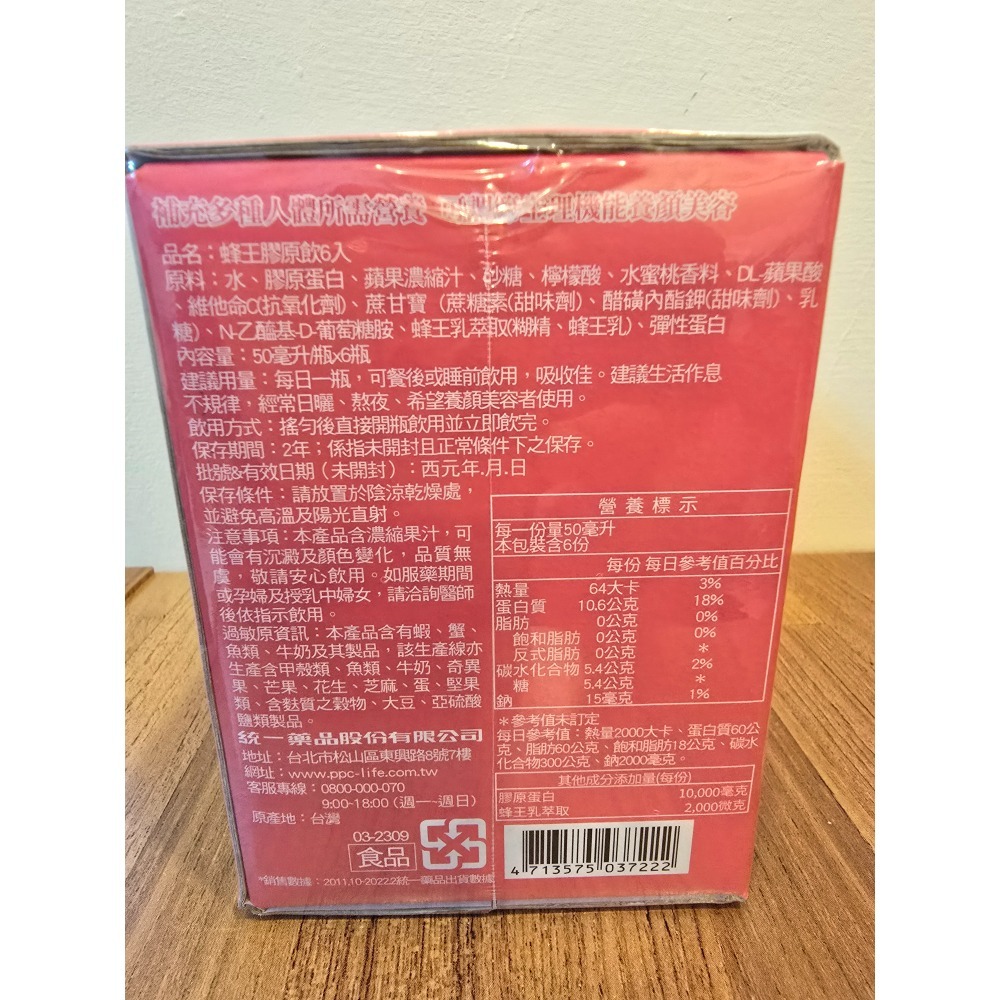 補充多種人體所需營養 調節生理機能養顏美容
品名：蜂王膠原飲6入
原料：水、膠原蛋白、蘋果濃縮汁、砂糖、檸檬酸、水蜜桃香料、DL-蘋果酸
、維他命C(抗氧化劑)、蔗甘寶（蔗糖素(甜味劑)、醋磺內酯鉀(甜味劑)、乳
糖）、N-乙醯基-D-葡萄糖胺、蜂王乳萃取(糊精、蜂王乳)、彈性蛋白
內容量：50毫升/瓶x6瓶
建議用量：每日一瓶，可餐後或睡前飲用，吸收佳。建議生活作息
不規律，經常日曬、熬夜、希望養顏美容者使用。
飲用方式：搖勻後直接開瓶飲用並立即飲完。
保存期間：2年；係指未開封且正常條件下之保存。
批號&有效日期（未開封）：西元年.月.日
保存條件：請放置於陰涼乾燥處，
並避免高溫及陽光直射。
注意事項：本產品含濃縮果汁，可
能會有沉澱及顏色變化，品質無
虞，敬請安心飲用。如服藥期間
或孕婦及授乳中婦女，請洽詢醫師
後依指示飲用。
過敏原資訊：本產品含有蝦、蟹、
魚類、牛奶及其製品，該生產線亦
生產含甲殼類、魚類、牛奶、奇異
果、芒果、花生、芝麻、蛋、堅果
類、含麩質之穀物、大豆、亞硫酸
鹽類製品。
統一藥品股份有限公司
地址：台北市松山區東興路8號7樓
網址：www.ppc-life.com.tw
客服專線：0800-000-070
9:00-18:00（週一~週日）
原產地：台灣
03-2309
食品
*銷售數據：2011.10-2022.2統一藥品出貨數據
營養標示
每一份量50毫升
本包裝含6份
每份 每日參考值百分比
熱量 64大卡 3%
蛋白質 10.6公克 18%
脂肪 0公克 0%
飽和脂肪 0公克 0%
反式脂肪 0公克 *
碳水化合物 5.4公克 2%
糖 5.4公克 *
鈉 15毫克 1%
＊參考值未訂定
每日參考值：熱量2000大卡、蛋白質60公
克、脂肪60公克、飽和脂肪18公克、碳水
化合物300公克、鈉2000毫克。
其他成分添加量(每份)
膠原蛋白 10,000毫克
蜂王乳萃取 2,000微克
4 713575 037222